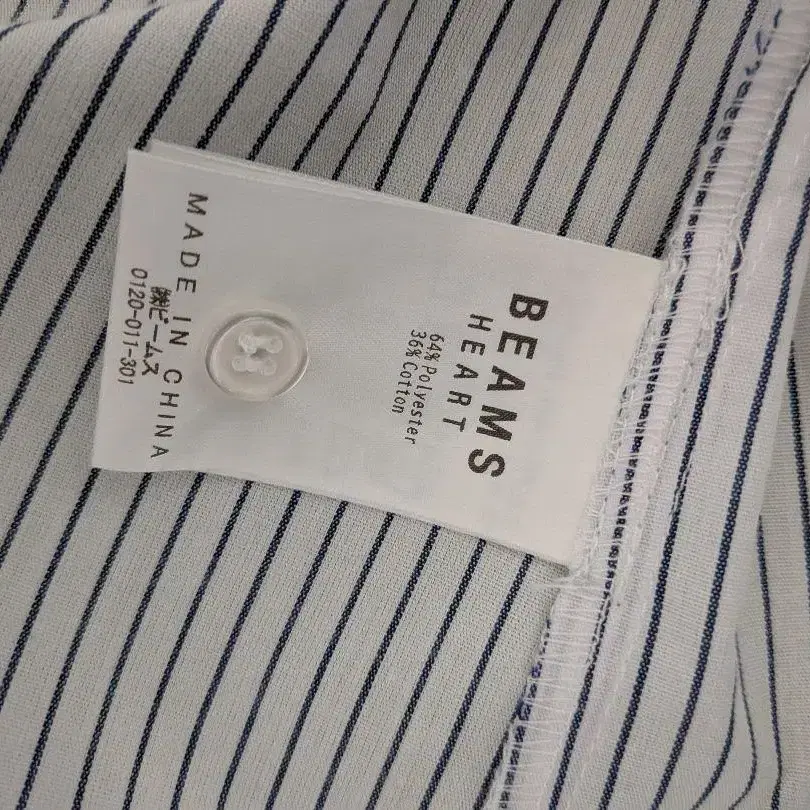 BEAMS
HEART
64% Polyester
36% Cotton
MADE IN CHINA
㈱ビームス
0120-011-301